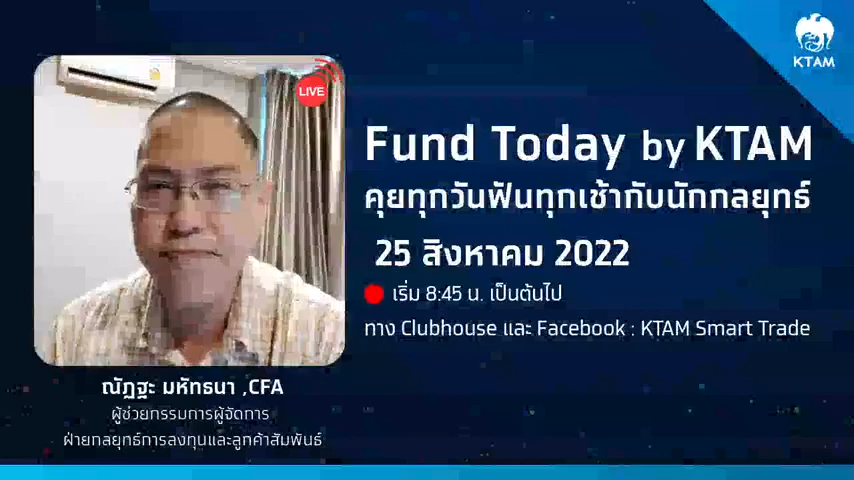 KTAM
LIVE
Fund Today by KTAM
คุยทุกวันฟันทุกเช้ากับนักกลยุทธ์
25 สิงหาคม 2022
เริ่ม 8:45 น. เป็นต้นไป
ทาง Clubhouse และ Facebook : KTAM Smart Trade
ณัฏฐะ มหัทธนา ,CFA
ผู้ช่วยกรรมการผู้จัดการ
ฝ่ายกลยุทธ์การลงทุนและลูกค้าสัมพันธ์